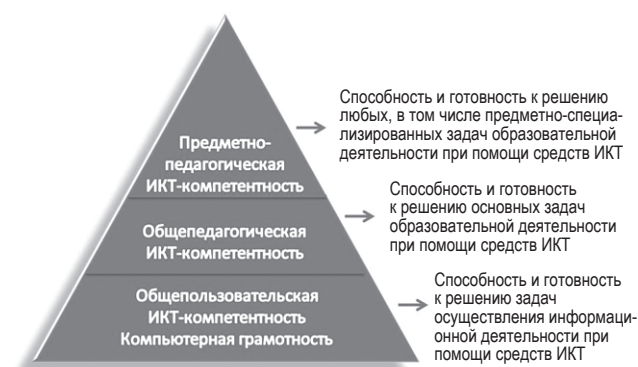 Предметно-
педагогическая
ИКТ-компетентность
Способность и готовность к решению
любых, в том числе предметно-специа-
лизированных задач образовательной
деятельности при помощи средств ИКТ
Общепедагогическая
ИКТ-компетентность
Способность и готовность
к решению основных задач
образовательной деятельности
при помощи средств ИКТ
Общепользовательская
ИКТ-компетентность
Компьютерная грамотность
Способность и готовность
к решению задач
осуществления информаци-
онной деятельности при
помощи средств ИКТ